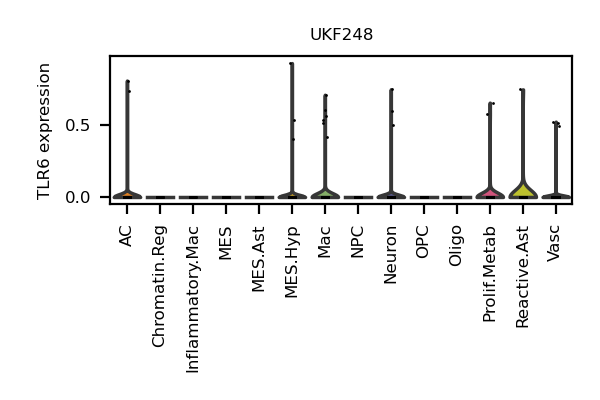 UKF248
TLR6 expression
0.5
0.0
AC
Chromatin.Reg
Inflammatory.Mac
MES
MES.Ast
MES.Hyp
Mac
NPC
Neuron
OPC
Oligo
Prolif.Metab
Reactive.Ast
Vasc